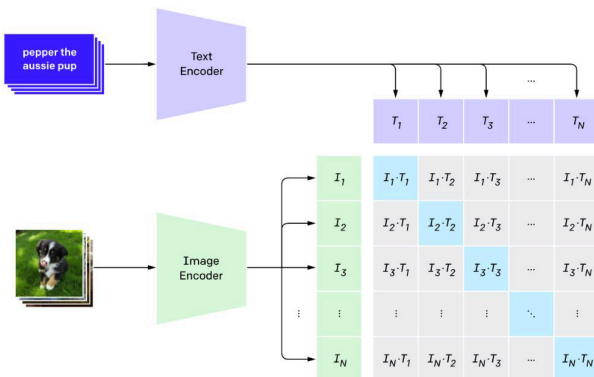 pepper the
aussie pup
Text
Encoder
...
T1 T2 T3 ... TN
I1 I1·T1 I1·T2 I1·T3 ... I1·TN
I2 I2·T1 I2·T2 I2·T3 ... I2·TN
Image
Encoder
I3 I3·T1 I3·T2 I3·T3 ... I3·TN
⋮ ⋮ ⋮ ⋮ ⋮ ⋱ ⋮
IN IN·T1 IN·T2 IN·T3 ... IN·TN